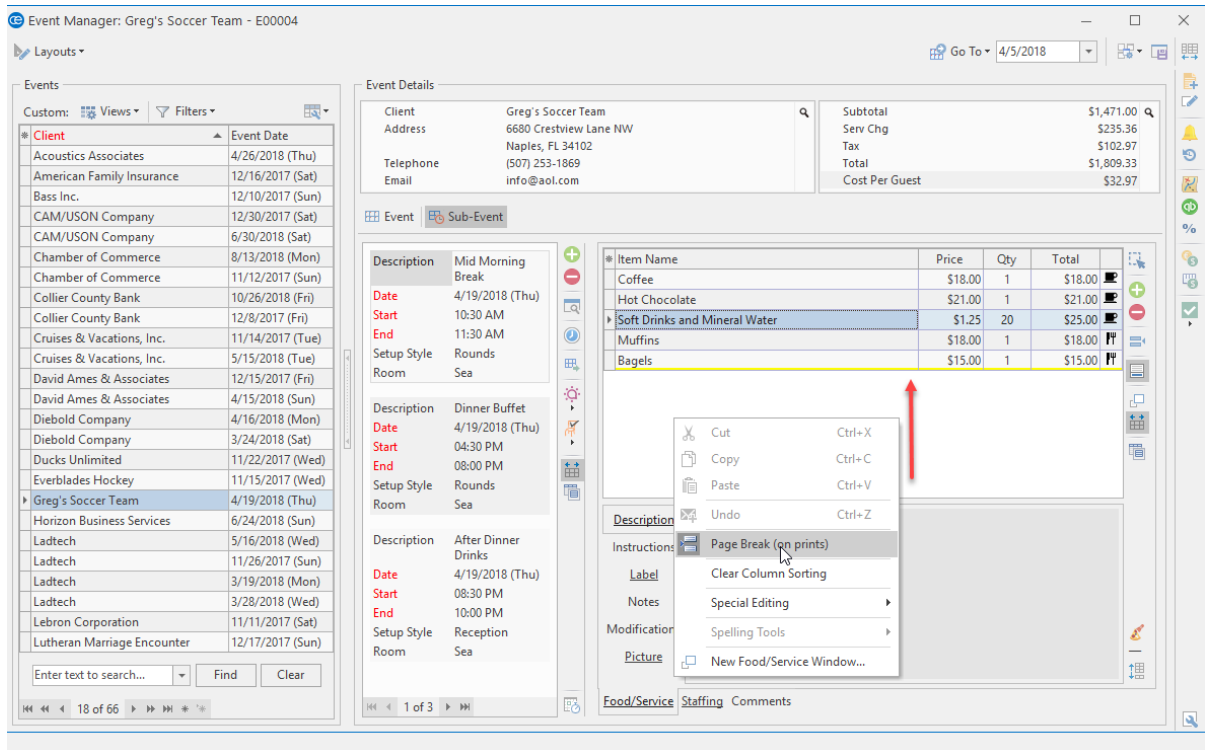 Event Manager: Greg's Soccer Team - E00004
Layouts
Go To 4/5/2018
Events
Custom: Views Filters
Client Event Date
Acoustics Associates 4/26/2018 (Thu)
American Family Insurance 12/16/2017 (Sat)
Bass Inc. 12/10/2017 (Sun)
CAM/USON Company 12/30/2017 (Sat)
CAM/USON Company 6/30/2018 (Sat)
Chamber of Commerce 8/13/2018 (Mon)
Chamber of Commerce 11/12/2017 (Sun)
Collier County Bank 10/26/2018 (Fri)
Collier County Bank 12/8/2017 (Fri)
Cruises & Vacations, Inc. 11/14/2017 (Tue)
Cruises & Vacations, Inc. 5/15/2018 (Tue)
David Ames & Associates 12/15/2017 (Fri)
David Ames & Associates 4/15/2018 (Sun)
Diebold Company 4/16/2018 (Mon)
Diebold Company 3/24/2018 (Sat)
Ducks Unlimited 11/22/2017 (Wed)
Everblades Hockey 11/15/2017 (Wed)
Greg's Soccer Team 4/19/2018 (Thu)
Horizon Business Services 6/24/2018 (Sun)
Ladtech 5/16/2018 (Wed)
Ladtech 11/26/2017 (Sun)
Ladtech 3/19/2018 (Mon)
Ladtech 3/28/2018 (Wed)
Lebron Corporation 11/11/2017 (Sat)
Lutheran Marriage Encounter 12/17/2017 (Sun)
Enter text to search... Find Clear
18 of 66
Event Details
Client Greg's Soccer Team
Address 6680 Crestview Lane NW
Naples, FL 34102
Telephone (507) 253-1869
Email info@aol.com
Subtotal $1,471.00
Serv Chg $235.36
Tax $102.97
Total $1,809.33
Cost Per Guest $32.97
Event Sub-Event
Description Mid Morning
Break
Date 4/19/2018 (Thu)
Start 10:30 AM
End 11:30 AM
Setup Style Rounds
Room Sea
Description Dinner Buffet
Date 4/19/2018 (Thu)
Start 04:30 PM
End 08:00 PM
Setup Style Rounds
Room Sea
Description After Dinner
Drinks
Date 4/19/2018 (Thu)
Start 08:30 PM
End 10:00 PM
Setup Style Reception
Room Sea
1 of 3
Item Name Price Qty Total
Coffee $18.00 1 $18.00
Hot Chocolate $21.00 1 $21.00
Soft Drinks and Mineral Water $1.25 20 $25.00
Muffins $18.00 1 $18.00
Bagels $15.00 1 $15.00
Cut Ctrl+X
Copy Ctrl+C
Paste Ctrl+V
Undo Ctrl+Z
Page Break (on prints)
Clear Column Sorting
Special Editing
Spelling Tools
New Food/Service Window...
Description
Instructions
Label
Notes
Modification
Picture
Food/Service Staffing Comments
%